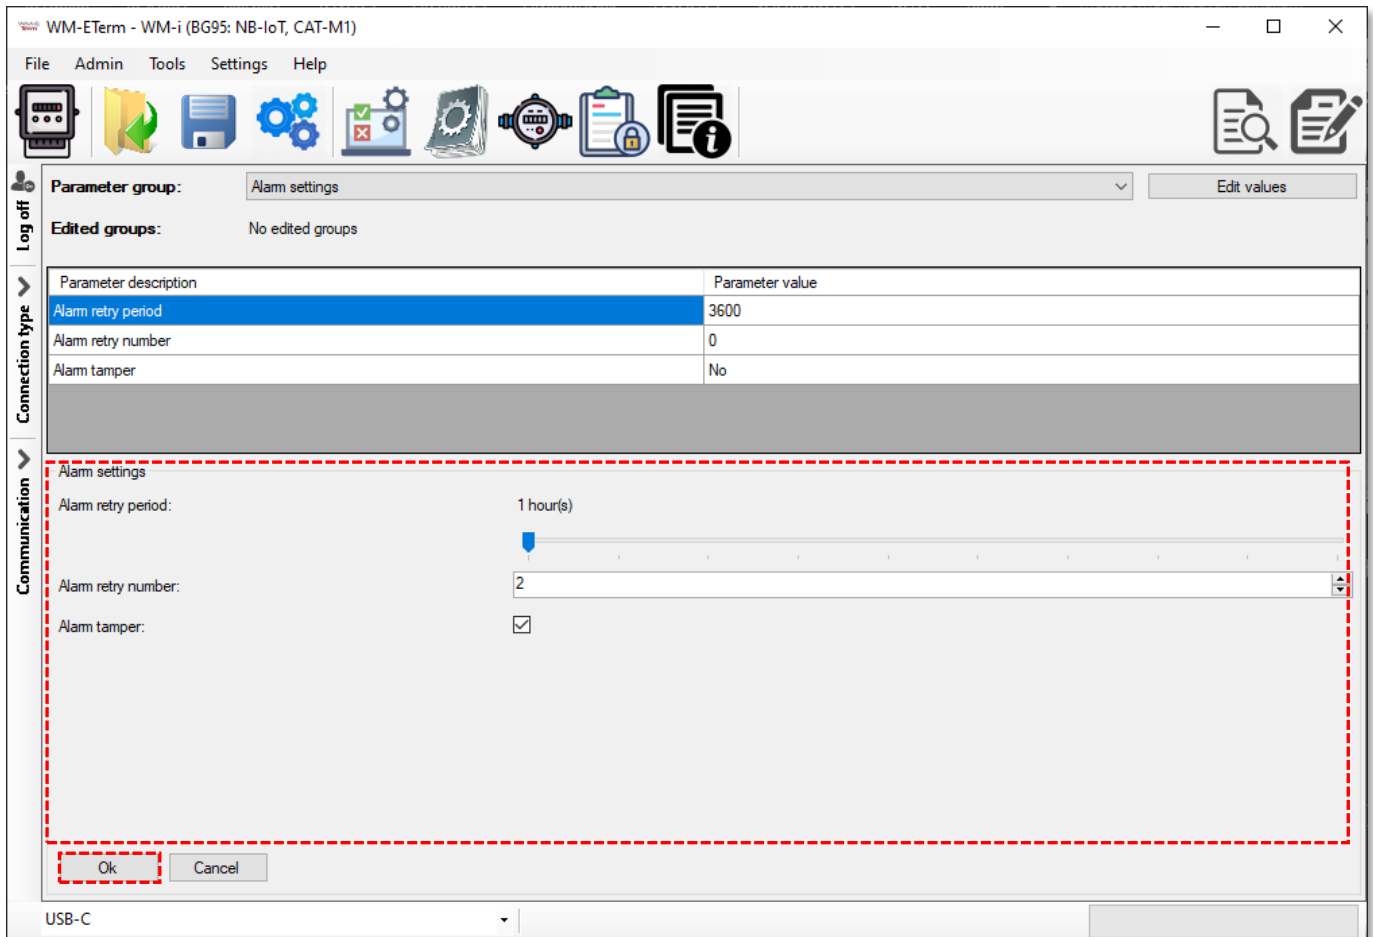 WM-ETerm - WM-i (BG95: NB-IoT, CAT-M1)
File Admin Tools Settings Help
Parameter group: Alarm settings Edit values
Edited groups: No edited groups
Log off
Connection type
Communication
Parameter description Parameter value
Alarm retry period 3600
Alarm retry number 0
Alarm tamper No
Alarm settings
Alarm retry period: 1 hour(s)
Alarm retry number: 2
Alarm tamper:
Ok Cancel
USB-C